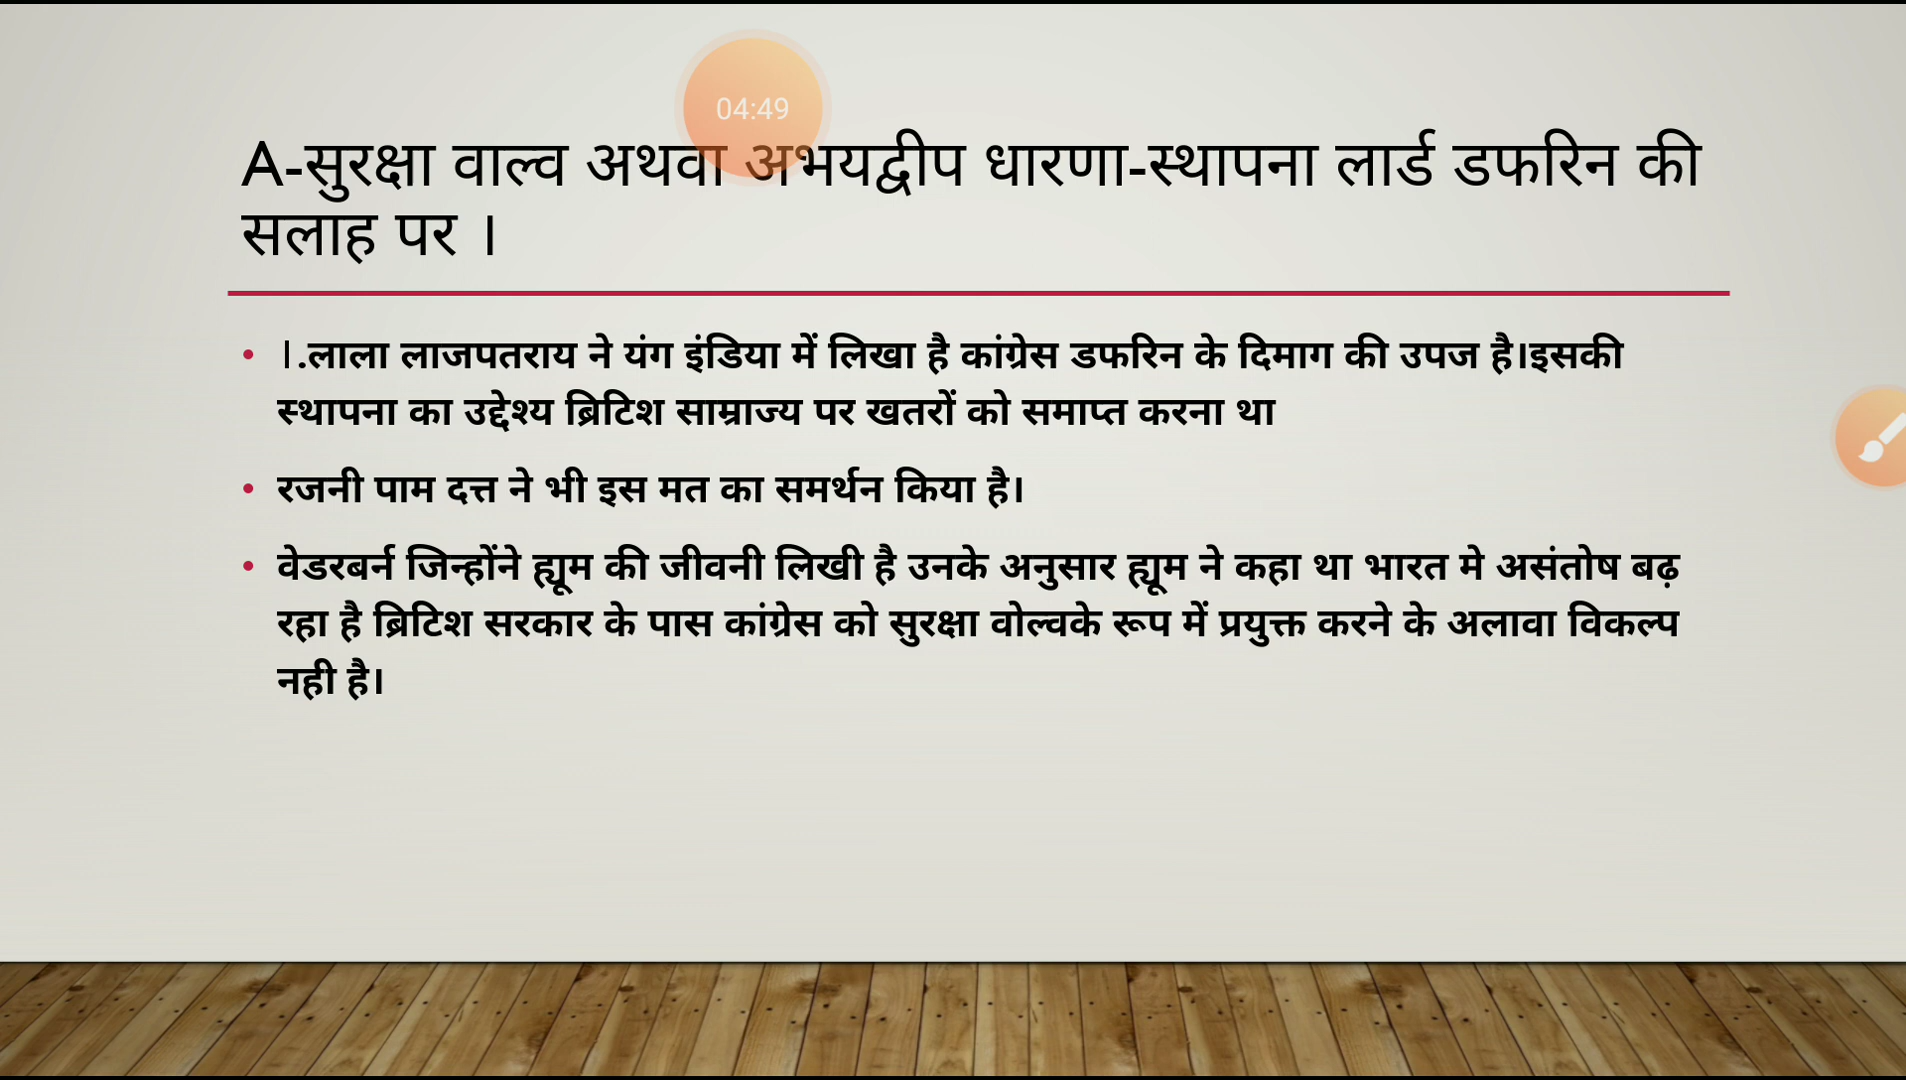 04:49
A-सुरक्षा वाल्व अथवा अभयद्वीप धारणा-स्थापना लार्ड डफरिन की
सलाह पर ।
• ।.लाला लाजपतराय ने यंग इंडिया में लिखा है कांग्रेस डफरिन के दिमाग की उपज है।इसकी
स्थापना का उद्देश्य ब्रिटिश साम्राज्य पर खतरों को समाप्त करना था
• रजनी पाम दत्त ने भी इस मत का समर्थन किया है।
• वेडरबर्न जिन्होंने ह्यूम की जीवनी लिखी है उनके अनुसार ह्यूम ने कहा था भारत मे असंतोष बढ़
रहा है ब्रिटिश सरकार के पास कांग्रेस को सुरक्षा वोल्वके रूप में प्रयुक्त करने के अलावा विकल्प
नही है।